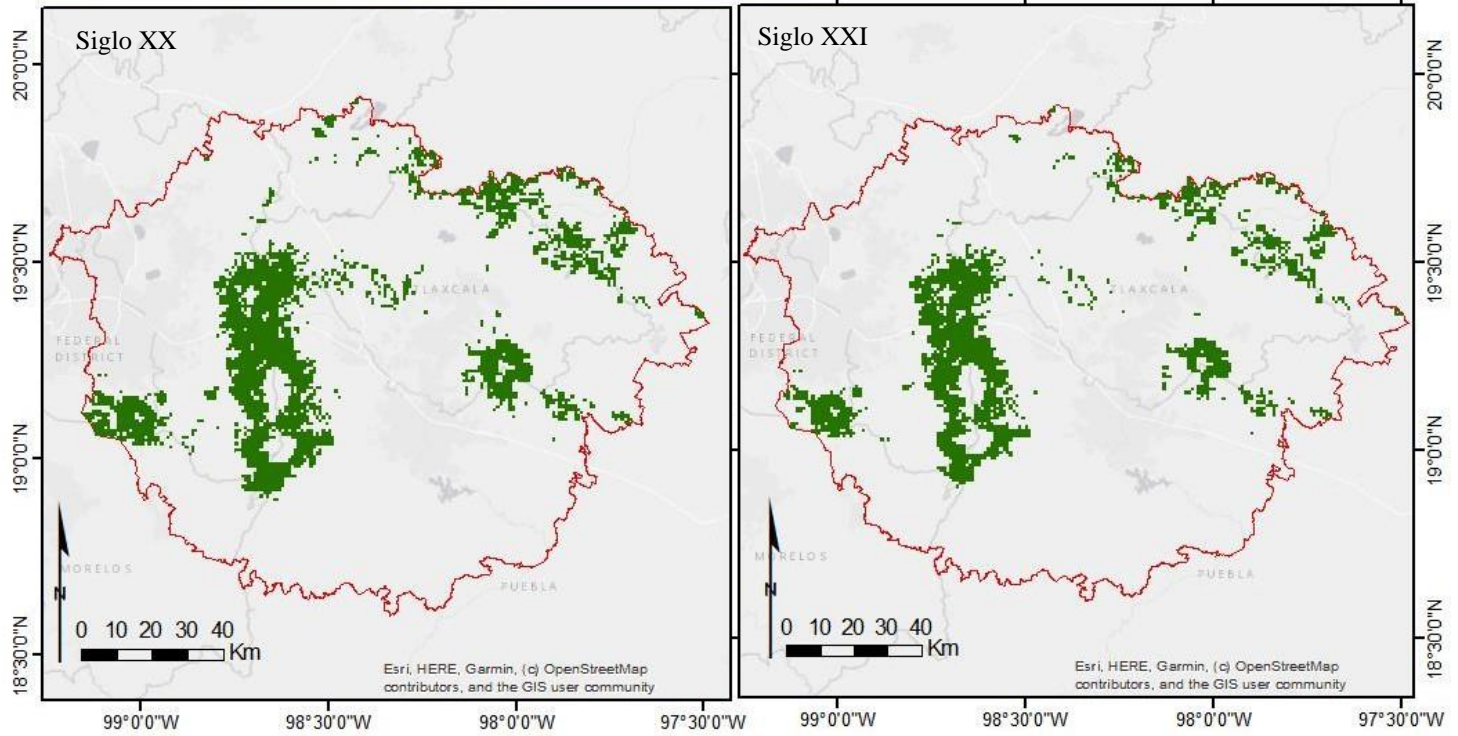 Siglo XX
Siglo XXI
20°0'0"N
19°30'0"N
19°0'0"N
18°30'0"N
FEDERAL
DISTRICT
TLAXCALA
MORELOS
PUEBLA
N
0 10 20 30 40
Km
Esri, HERE, Garmin, (c) OpenStreetMap
contributors, and the GIS user community
99°0'0"W
98°30'0"W
98°0'0"W
97°30'0"W
FEDERAL
DISTRICT
TLAXCALA
MORELOS
PUEBLA
N
0 10 20 30 40
Km
Esri, HERE, Garmin, (c) OpenStreetMap
contributors, and the GIS user community
20°0'0"N
19°30'0"N
19°0'0"N
18°30'0"N
99°0'0"W
98°30'0"W
98°0'0"W
97°30'0"W